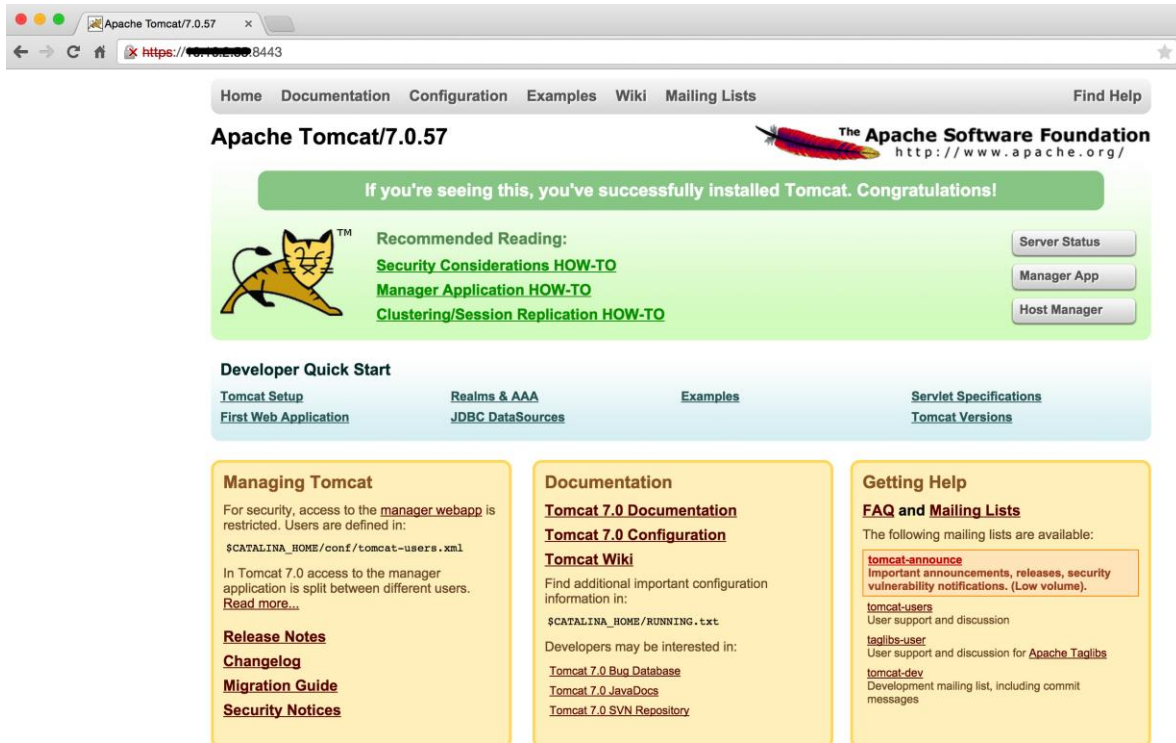 Apache Tomcat/7.0.57
https:// :8443
Home Documentation Configuration Examples Wiki Mailing Lists Find Help
Apache Tomcat/7.0.57
The Apache Software Foundation
http://www.apache.org/
If you're seeing this, you've successfully installed Tomcat. Congratulations!
TM
Recommended Reading:
Security Considerations HOW-TO
Manager Application HOW-TO
Clustering/Session Replication HOW-TO
Server Status
Manager App
Host Manager
Developer Quick Start
Tomcat Setup
First Web Application
Realms & AAA
JDBC DataSources
Examples
Servlet Specifications
Tomcat Versions
Managing Tomcat
For security, access to the manager webapp is
restricted. Users are defined in:
$CATALINA_HOME/conf/tomcat-users.xml
In Tomcat 7.0 access to the manager
application is split between different users.
Read more...
Release Notes
Changelog
Migration Guide
Security Notices
Documentation
Tomcat 7.0 Documentation
Tomcat 7.0 Configuration
Tomcat Wiki
Find additional important configuration
information in:
$CATALINA_HOME/RUNNING.txt
Developers may be interested in:
Tomcat 7.0 Bug Database
Tomcat 7.0 JavaDocs
Tomcat 7.0 SVN Repository
Getting Help
FAQ and Mailing Lists
The following mailing lists are available:
tomcat-announce
Important announcements, releases, security
vulnerability notifications. (Low volume).
tomcat-users
User support and discussion
taglibs-user
User support and discussion for Apache Taglibs
tomcat-dev
Development mailing list, including commit
messages